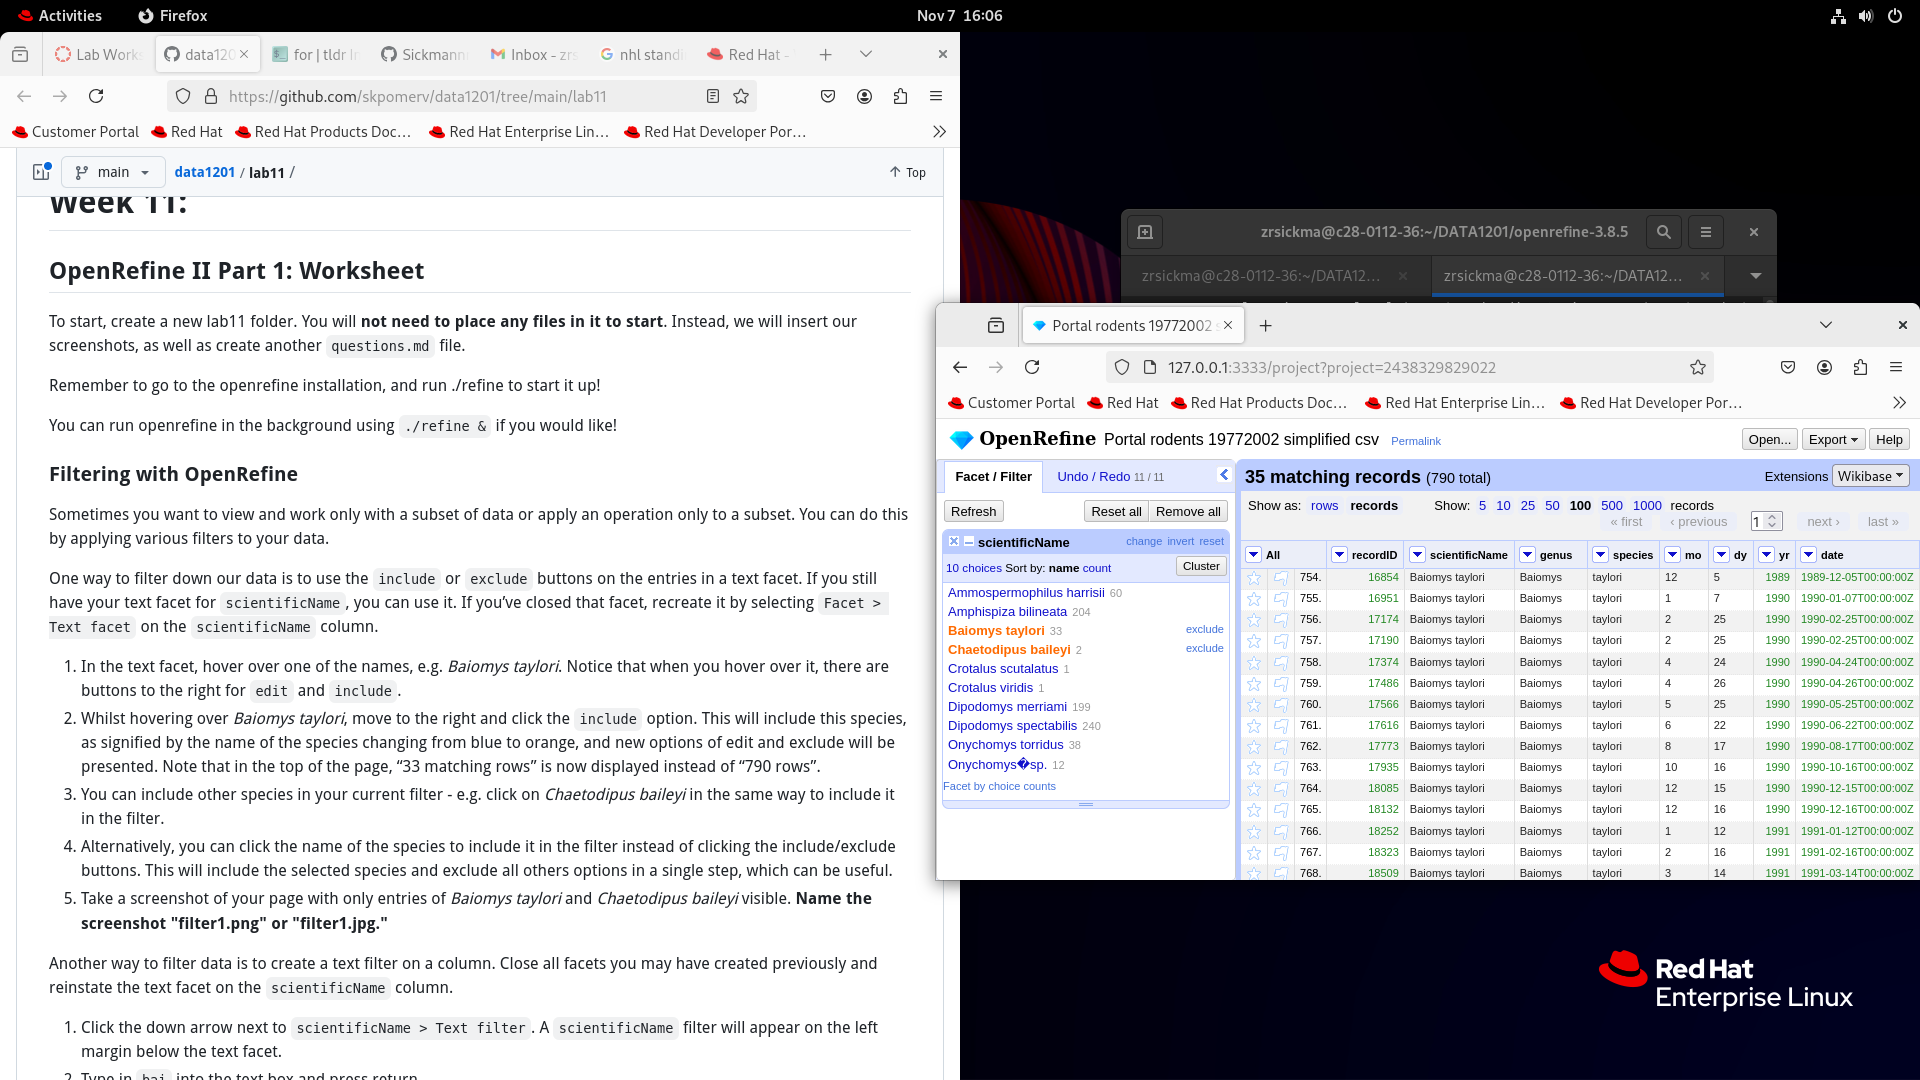 Activities
Firefox
Nov 7 16:06
Lab Works
data120
for | tldr In
Sickmann
Inbox - zrs
nhl standi
Red Hat -
https://github.com/skpomerv/data1201/tree/main/lab11
Customer Portal
Red Hat
Red Hat Products Doc…
Red Hat Enterprise Lin…
Red Hat Developer Por…
main
data1201 / lab11 /
Top
Week 11:
OpenRefine II Part 1: Worksheet
To start, create a new lab11 folder. You will not need to place any files in it to start. Instead, we will insert our
screenshots, as well as create another questions.md file.
Remember to go to the openrefine installation, and run ./refine to start it up!
You can run openrefine in the background using ./refine & if you would like!
Filtering with OpenRefine
Sometimes you want to view and work only with a subset of data or apply an operation only to a subset. You can do this
by applying various filters to your data.
One way to filter down our data is to use the include or exclude buttons on the entries in a text facet. If you still
have your text facet for scientificName, you can use it. If you’ve closed that facet, recreate it by selecting Facet >
Text facet on the scientificName column.
1. In the text facet, hover over one of the names, e.g. Baiomys taylori. Notice that when you hover over it, there are
buttons to the right for edit and include.
2. Whilst hovering over Baiomys taylori, move to the right and click the include option. This will include this species,
as signified by the name of the species changing from blue to orange, and new options of edit and exclude will be
presented. Note that in the top of the page, “33 matching rows” is now displayed instead of “790 rows”.
3. You can include other species in your current filter - e.g. click on Chaetodipus baileyi in the same way to include it
in the filter.
4. Alternatively, you can click the name of the species to include it in the filter instead of clicking the include/exclude
buttons. This will include the selected species and exclude all others options in a single step, which can be useful.
5. Take a screenshot of your page with only entries of Baiomys taylori and Chaetodipus baileyi visible. Name the
screenshot "filter1.png" or "filter1.jpg."
Another way to filter data is to create a text filter on a column. Close all facets you may have created previously and
reinstate the text facet on the scientificName column.
1. Click the down arrow next to scientificName > Text filter. A scientificName filter will appear on the left
margin below the text facet.
2. Type in bai into the text box and press return
zrsickma@c28-0112-36:~/DATA1201/openrefine-3.8.5
zrsickma@c28-0112-36:~/DATA12…
zrsickma@c28-0112-36:~/DATA12…
Portal rodents 19772002 s
127.0.0.1:3333/project?project=2438329829022
Customer Portal
Red Hat
Red Hat Products Doc…
Red Hat Enterprise Lin…
Red Hat Developer Por…
OpenRefine Portal rodents 19772002 simplified csv Permalink
Open... Export Help
Facet / Filter
Undo / Redo 11 / 11
35 matching records (790 total)
Extensions Wikibase
Refresh
Reset all Remove all
Show as: rows records Show: 5 10 25 50 100 500 1000 records
« first ‹ previous 1 next › last »
scientificName change invert reset
10 choices Sort by: name count Cluster
Ammospermophilus harrisii 60
Amphispiza bilineata 204
Baiomys taylori 33 exclude
Chaetodipus baileyi 2 exclude
Crotalus scutalatus 1
Crotalus viridis 1
Dipodomys merriami 199
Dipodomys spectabilis 240
Onychomys torridus 38
Onychomys�sp. 12
Facet by choice counts
All recordID scientificName genus species mo dy yr date
754. 16854 Baiomys taylori Baiomys taylori 12 5 1989 1989-12-05T00:00:00Z
755. 16951 Baiomys taylori Baiomys taylori 1 7 1990 1990-01-07T00:00:00Z
756. 17174 Baiomys taylori Baiomys taylori 2 25 1990 1990-02-25T00:00:00Z
757. 17190 Baiomys taylori Baiomys taylori 2 25 1990 1990-02-25T00:00:00Z
758. 17374 Baiomys taylori Baiomys taylori 4 24 1990 1990-04-24T00:00:00Z
759. 17486 Baiomys taylori Baiomys taylori 4 26 1990 1990-04-26T00:00:00Z
760. 17566 Baiomys taylori Baiomys taylori 5 25 1990 1990-05-25T00:00:00Z
761. 17616 Baiomys taylori Baiomys taylori 6 22 1990 1990-06-22T00:00:00Z
762. 17773 Baiomys taylori Baiomys taylori 8 17 1990 1990-08-17T00:00:00Z
763. 17935 Baiomys taylori Baiomys taylori 10 16 1990 1990-10-16T00:00:00Z
764. 18085 Baiomys taylori Baiomys taylori 12 15 1990 1990-12-15T00:00:00Z
765. 18132 Baiomys taylori Baiomys taylori 12 16 1990 1990-12-16T00:00:00Z
766. 18252 Baiomys taylori Baiomys taylori 1 12 1991 1991-01-12T00:00:00Z
767. 18323 Baiomys taylori Baiomys taylori 2 16 1991 1991-02-16T00:00:00Z
768. 18509 Baiomys taylori Baiomys taylori 3 14 1991 1991-03-14T00:00:00Z
Red Hat
Enterprise Linux